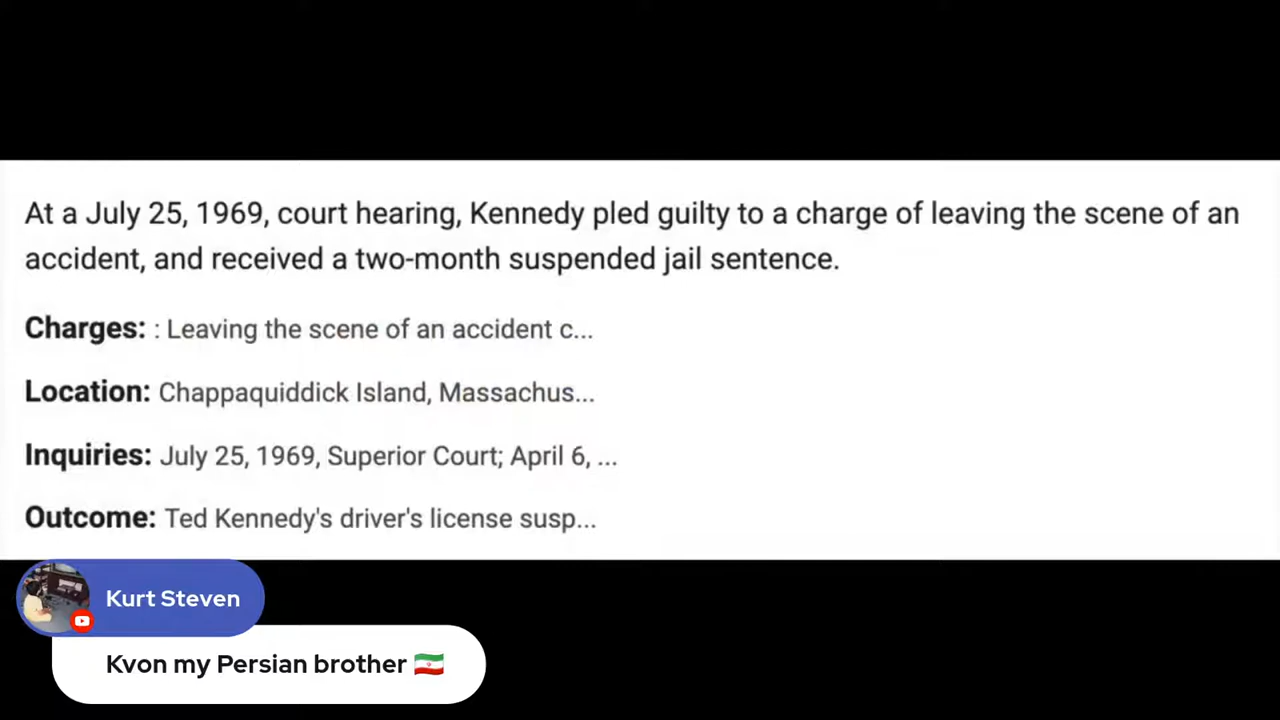 At a July 25, 1969, court hearing, Kennedy pled guilty to a charge of leaving the scene of an
accident, and received a two-month suspended jail sentence.
Charges: : Leaving the scene of an accident c...
Location: Chappaquiddick Island, Massachus...
Inquiries: July 25, 1969, Superior Court; April 6, ...
Outcome: Ted Kennedy's driver's license susp...
Kurt Steven
Kvon my Persian brother 🇮🇷